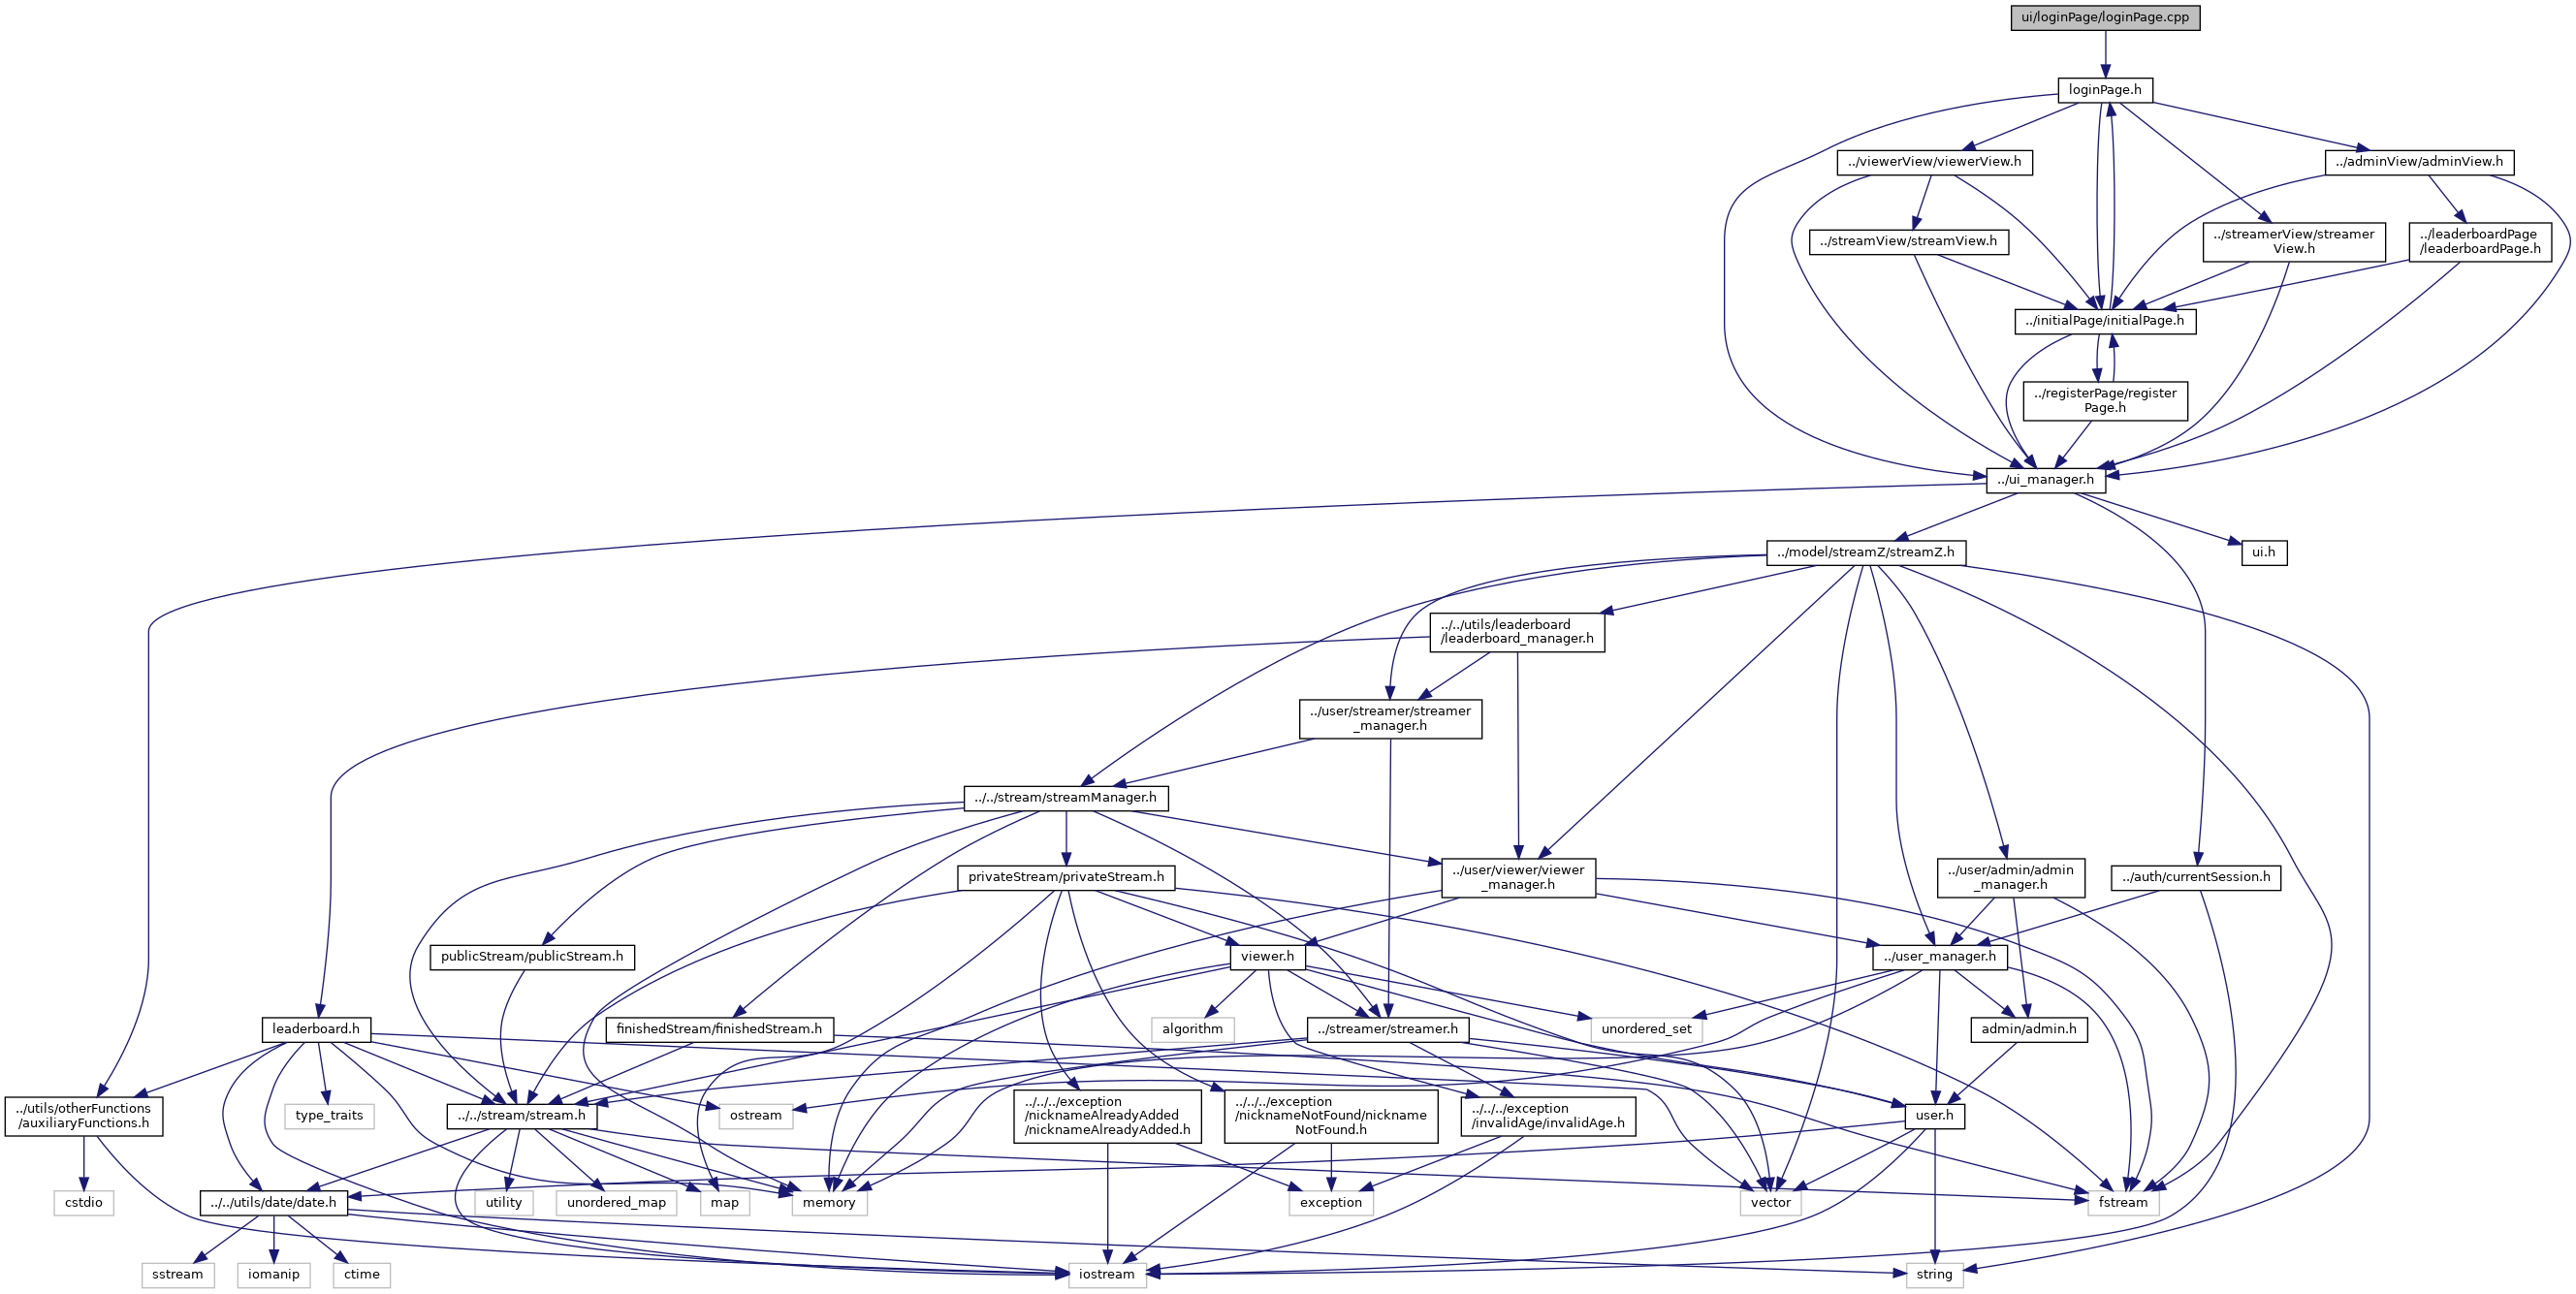 ui/loginPage/loginPage.cpp
loginPage.h
../viewerView/viewerView.h
../adminView/adminView.h
../streamView/streamView.h
../streamerView/streamer
View.h
../leaderboardPage
/leaderboardPage.h
../initialPage/initialPage.h
../registerPage/register
Page.h
../ui_manager.h
../model/streamZ/streamZ.h
ui.h
../../utils/leaderboard
/leaderboard_manager.h
../user/streamer/streamer
_manager.h
../../stream/streamManager.h
privateStream/privateStream.h
../user/viewer/viewer
_manager.h
../user/admin/admin
_manager.h
../auth/currentSession.h
publicStream/publicStream.h
viewer.h
../user_manager.h
leaderboard.h
finishedStream/finishedStream.h
algorithm
../streamer/streamer.h
unordered_set
admin/admin.h
../utils/otherFunctions
/auxiliaryFunctions.h
type_traits
../../stream/stream.h
ostream
../../../exception
/nicknameAlreadyAdded
/nicknameAlreadyAdded.h
../../../exception
/nicknameNotFound/nickname
NotFound.h
../../../exception
/invalidAge/invalidAge.h
user.h
cstdio
../../utils/date/date.h
utility
unordered_map
map
memory
exception
vector
fstream
sstream
iomanip
ctime
iostream
string